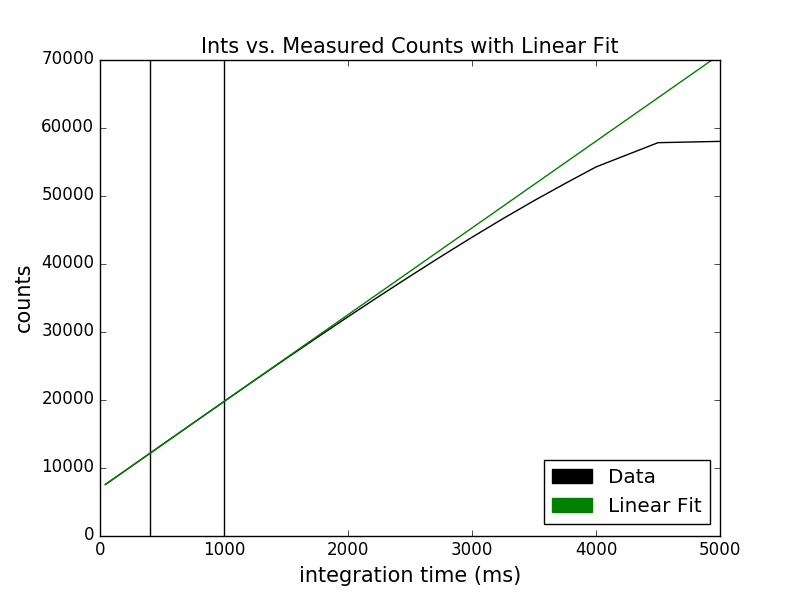 Ints vs. Measured Counts with Linear Fit
70000
60000
50000
40000
30000
20000
10000
0
counts
0 1000 2000 3000 4000 5000
integration time (ms)
Data
Linear Fit